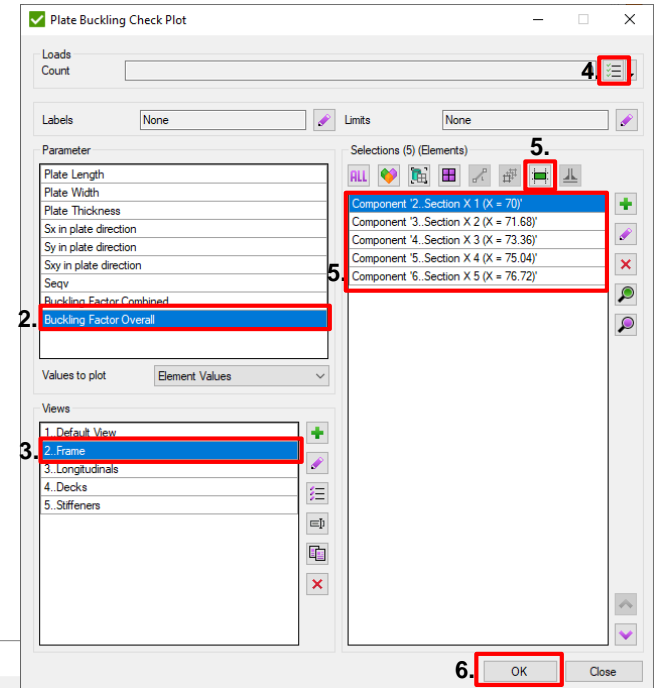 Plate Buckling Check Plot
Loads
Count
4.
Labels None Limits None
Parameter
Plate Length
Plate Width
Plate Thickness
Sx in plate direction
Sy in plate direction
Sxy in plate direction
Seqv
Buckling Factor Combined
2. Buckling Factor Overall
Values to plot Element Values
Views
1..Default View
3. 2..Frame
3..Longitudinals
4..Decks
5..Stiffeners
Selections (5) (Elements)
5.
ALL
Component '2..Section X 1 (X = 70)'
Component '3..Section X 2 (X = 71.68)'
Component '4..Section X 3 (X = 73.36)'
Component '5..Section X 4 (X = 75.04)'
5. Component '6..Section X 5 (X = 76.72)'
6. OK Close